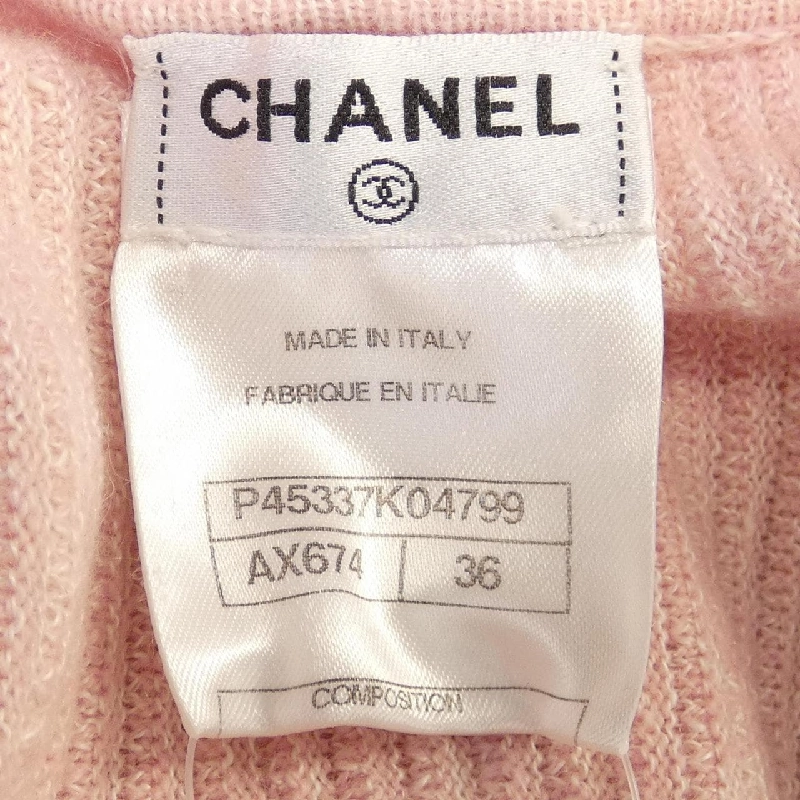 CHANEL
MADE IN ITALY
FABRIQUE EN ITALIE
P45337K04799
AX674 36
COMPOSITION